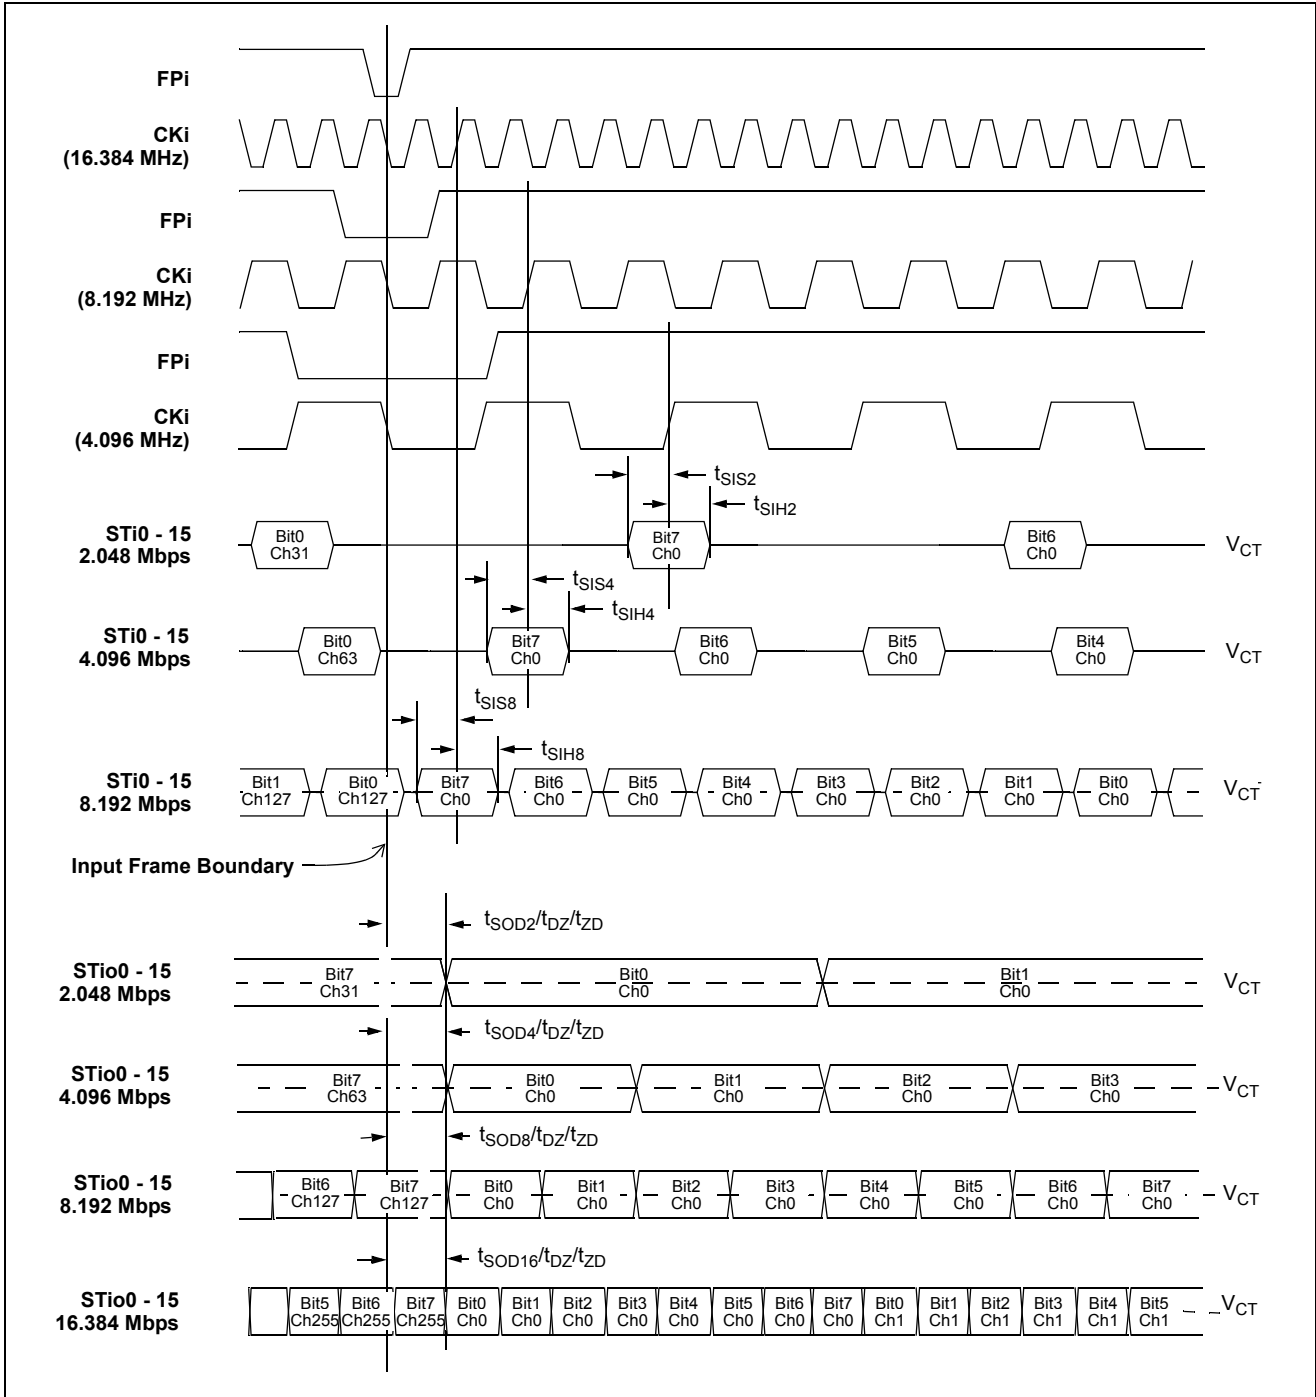 FPi
CKi
(16.384 MHz)
FPi
CKi
(8.192 MHz)
FPi
CKi
(4.096 MHz)
tSIS2
tSIH2
STi0 - 15
2.048 Mbps
Bit0
Ch31
Bit7
Ch0
Bit6
Ch0
VCT
tSIS4
tSIH4
STi0 - 15
4.096 Mbps
Bit0
Ch63
Bit7
Ch0
Bit6
Ch0
Bit5
Ch0
Bit4
Ch0
VCT
tSIS8
tSIH8
STi0 - 15
8.192 Mbps
Bit1
Ch127
Bit0
Ch127
Bit7
Ch0
Bit6
Ch0
Bit5
Ch0
Bit4
Ch0
Bit3
Ch0
Bit2
Ch0
Bit1
Ch0
Bit0
Ch0
VCT
Input Frame Boundary
tSOD2/tDZ/tZD
STio0 - 15
2.048 Mbps
Bit7
Ch31
Bit0
Ch0
Bit1
Ch0
VCT
tSOD4/tDZ/tZD
STio0 - 15
4.096 Mbps
Bit7
Ch63
Bit0
Ch0
Bit1
Ch0
Bit2
Ch0
Bit3
Ch0
VCT
tSOD8/tDZ/tZD
STio0 - 15
8.192 Mbps
Bit6
Ch127
Bit7
Ch127
Bit0
Ch0
Bit1
Ch0
Bit2
Ch0
Bit3
Ch0
Bit4
Ch0
Bit5
Ch0
Bit6
Ch0
Bit7
Ch0
VCT
tSOD16/tDZ/tZD
STio0 - 15
16.384 Mbps
Bit5
Ch255
Bit6
Ch255
Bit7
Ch255
Bit0
Ch0
Bit1
Ch0
Bit2
Ch0
Bit3
Ch0
Bit4
Ch0
Bit5
Ch0
Bit6
Ch0
Bit7
Ch0
Bit0
Ch1
Bit1
Ch1
Bit2
Ch1
Bit3
Ch1
Bit4
Ch1
Bit5
Ch1
VCT